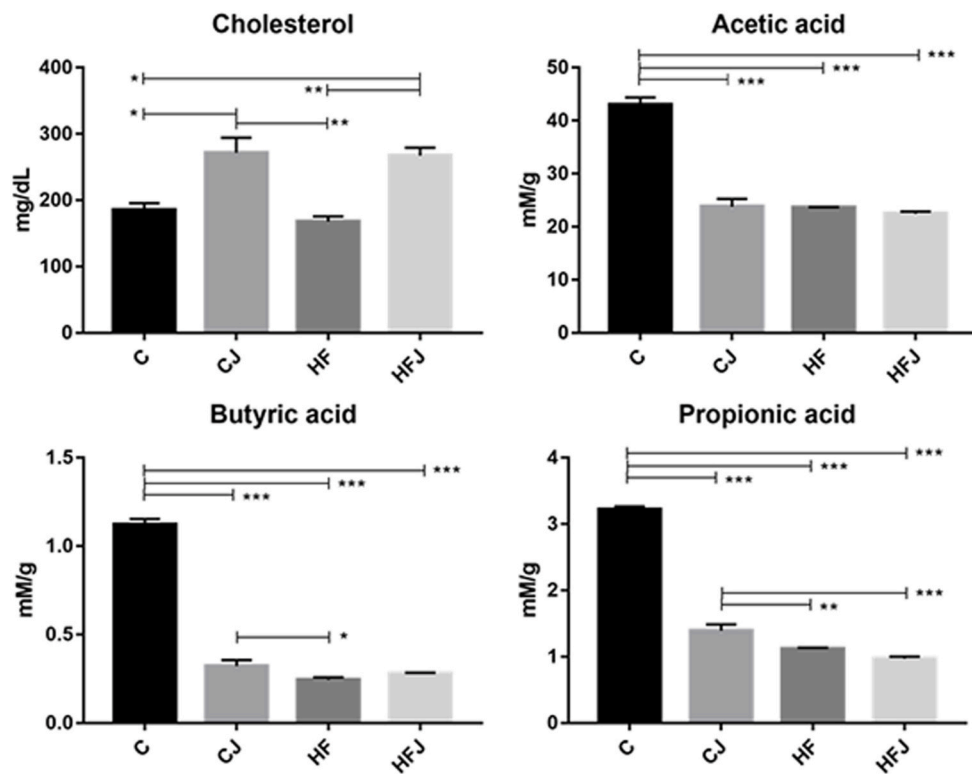 Cholesterol
mg/dL
400
300
200
100
0
*
**
*
**
C
CJ
HF
HFJ
Acetic acid
mM/g
50
40
30
20
10
0
***
***
***
C
CJ
HF
HFJ
Butyric acid
mM/g
1.5
1.0
0.5
0.0
***
***
***
*
C
CJ
HF
HFJ
Propionic acid
mM/g
4
3
2
1
0
***
***
***
***
**
C
CJ
HF
HFJ